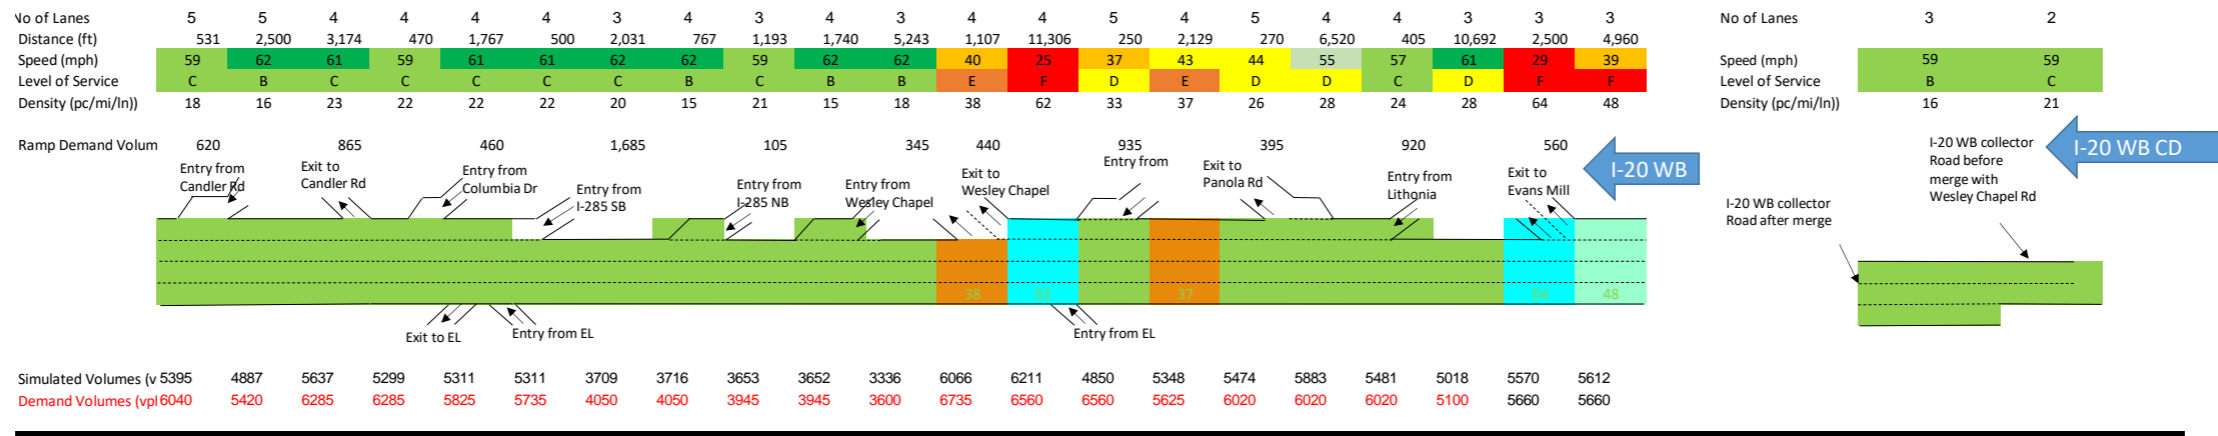 No of Lanes 5 5 4 4 4 4 3 4 3 4 3 4 4 5 4 5 4 4 3 3 3
Distance (ft) 531 2,500 3,174 470 1,767 500 2,031 767 1,193 1,740 5,243 1,107 11,306 250 2,129 270 6,520 405 10,692 2,500 4,960
Speed (mph) 59 62 61 59 61 61 62 62 59 62 62 40 25 37 43 44 55 57 61 29 39
Level of Service C B C C C C C B C B B E F D E D D C D F F
Density (pc/mi/ln)) 18 16 23 22 22 22 20 15 21 15 18 38 62 33 37 26 28 24 28 64 48
Ramp Demand Volum 620 865 460 1,685 105 345 440 935 395 920 560
Entry from
Candler Rd
Exit to
Candler Rd
Entry from
Columbia Dr
Entry from
I-285 SB
Entry from
I-285 NB
Entry from
Wesley Chapel
Exit to
Wesley Chapel
Entry from
Exit to
Panola Rd
Entry from
Lithonia
Exit to
Evans Mill
I-20 WB
38 62 37 64 48
Exit to EL
Entry from EL
Entry from EL
Simulated Volumes (v 5395 4887 5637 5299 5311 5311 3709 3716 3653 3652 3336 6066 6211 4850 5348 5474 5883 5481 5018 5570 5612
Demand Volumes (vpl 6040 5420 6285 6285 5825 5735 4050 4050 3945 3945 3600 6735 6560 6560 5625 6020 6020 6020 5100 5660 5660
No of Lanes 3 2
Speed (mph) 59 59
Level of Service B C
Density (pc/mi/ln)) 16 21
I-20 WB collector
Road before
merge with
Wesley Chapel Rd
I-20 WB CD
I-20 WB collector
Road after merge